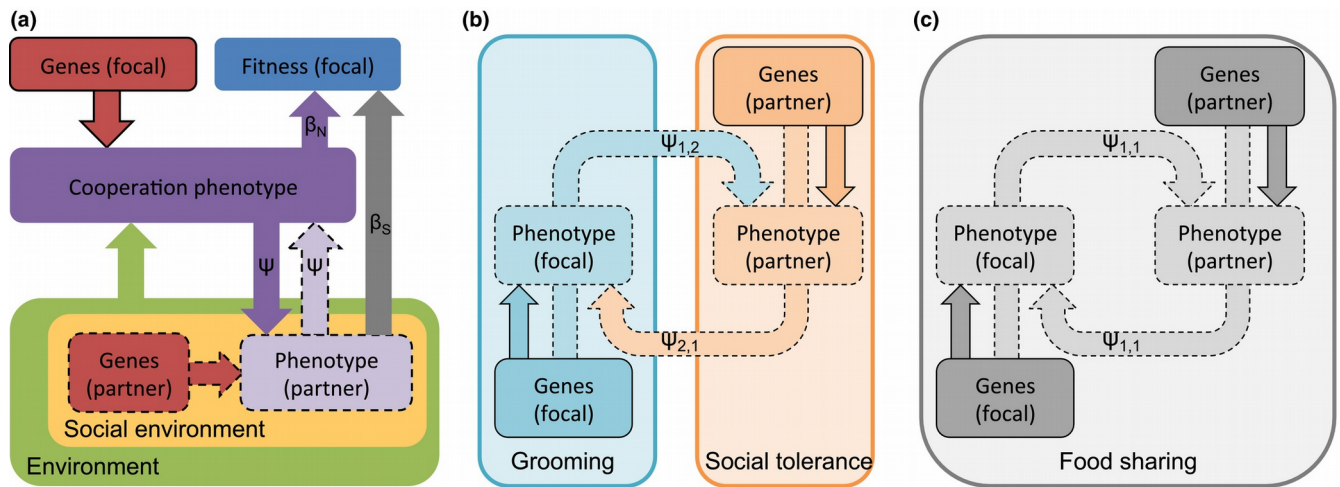 (a)
Genes (focal)
Fitness (focal)
βN
Cooperation phenotype
βS
Ψ
Ψ
Genes
(partner)
Phenotype
(partner)
Social environment
Environment
(b)
Genes
(partner)
Ψ1,2
Phenotype
(focal)
Phenotype
(partner)
Ψ2,1
Genes
(focal)
Grooming
Social tolerance
(c)
Genes
(partner)
Ψ1,1
Phenotype
(focal)
Phenotype
(partner)
Ψ1,1
Genes
(focal)
Food sharing